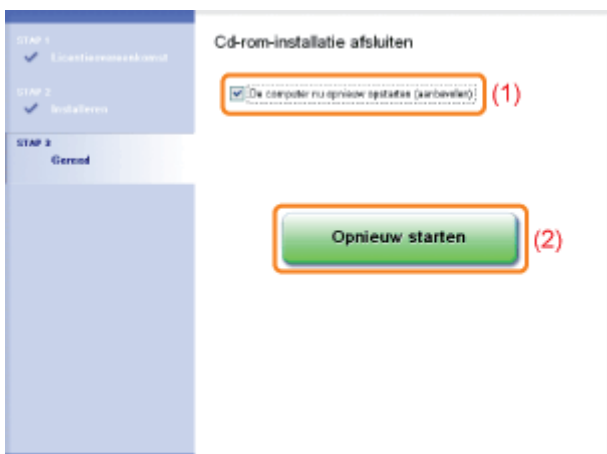 STAP 1
Licentieovereenkomst
STAP 2
Installeren
STAP 3
Gereed
Cd-rom-installatie afsluiten
De computer nu opnieuw opstarten (aanbevelen)
(1)
Opnieuw starten
(2)